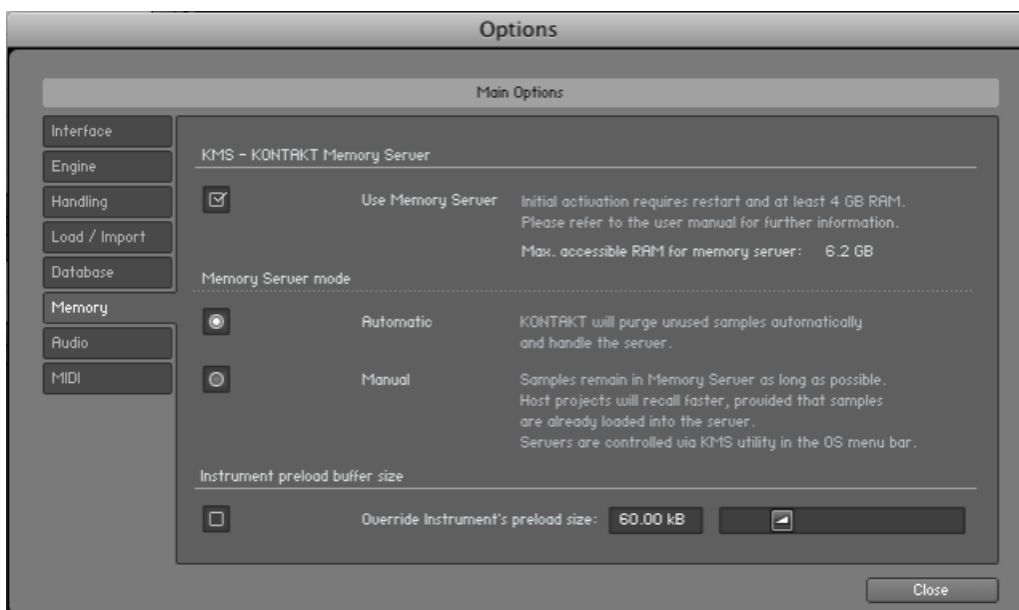 Options
Main Options
Interface
Engine
Handling
Load / Import
Database
Memory
Audio
MIDI
KMS - KONTAKT Memory Server
Use Memory Server
Initial activation requires restart and at least 4 GB RAM.
Please refer to the user manual for further information.
Max. accessible RAM for memory server: 6.2 GB
Memory Server mode
Automatic
KONTAKT will purge unused samples automatically
and handle the server.
Manual
Samples remain in Memory Server as long as possible.
Host projects will recall faster, provided that samples
are already loaded into the server.
Servers are controlled via KMS utility in the OS menu bar.
Instrument preload buffer size
Override Instrument's preload size: 60.00 kB
Close